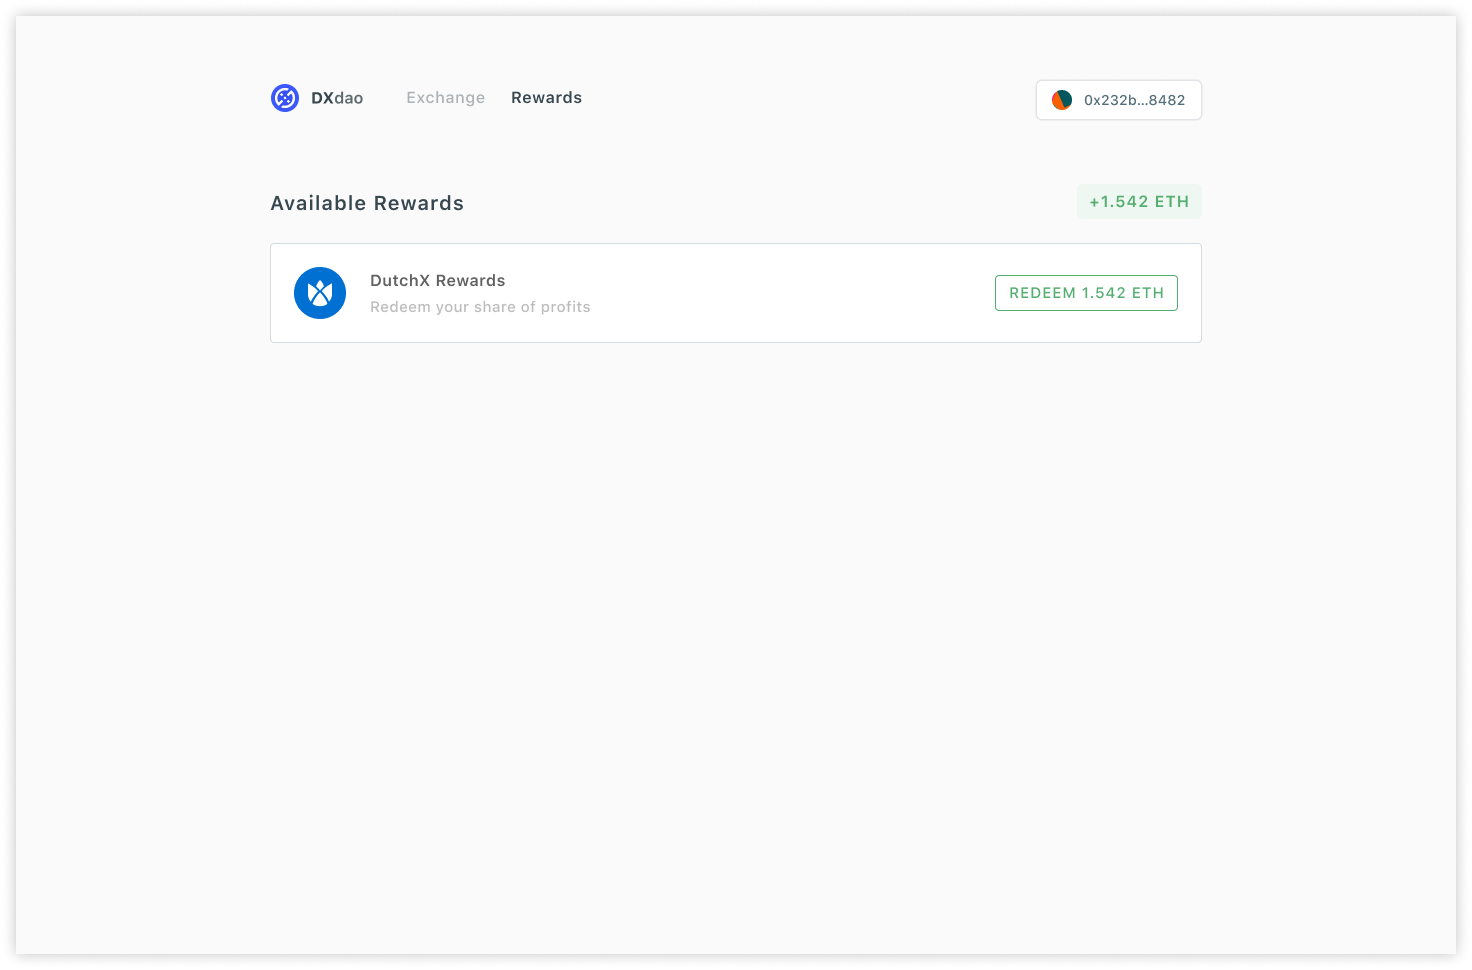 DXdao
Exchange
Rewards
0x232b...8482
Available Rewards
+1.542 ETH
DutchX Rewards
Redeem your share of profits
REDEEM 1.542 ETH